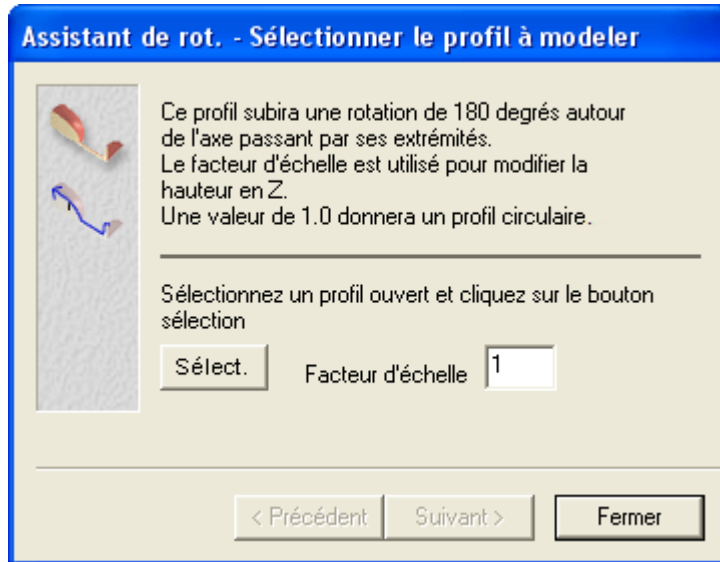 Assistant de rot. - Sélectionner le profil à modeler
Ce profil subira une rotation de 180 degrés autour
de l'axe passant par ses extrémités.
Le facteur d'échelle est utilisé pour modifier la
hauteur en Z.
Une valeur de 1.0 donnera un profil circulaire.
Sélectionnez un profil ouvert et cliquez sur le bouton
sélection
Sélect. Facteur d'échelle 1
< Précédent Suivant > Fermer